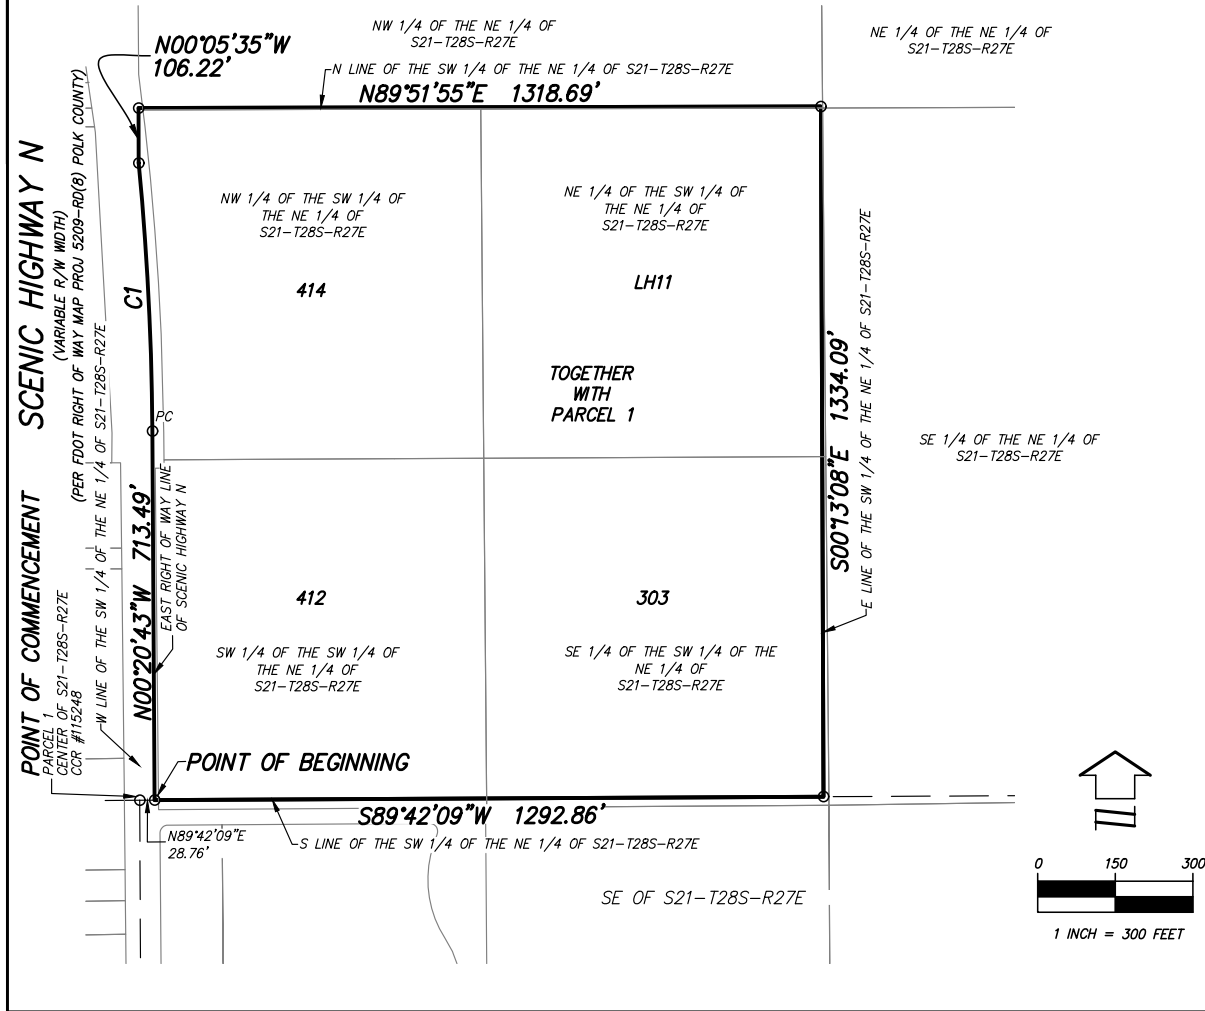 NW 1/4 OF THE NE 1/4 OF
S21-T28S-R27E
NE 1/4 OF THE NE 1/4 OF
S21-T28S-R27E
N00°05'35"W
106.22'
N LINE OF THE SW 1/4 OF THE NE 1/4 OF S21-T28S-R27E
N89°51'55"E 1318.69'
SCENIC HIGHWAY N
(VARIABLE R/W WIDTH)
(PER FDOT RIGHT OF WAY MAP PROJ 5209-RD(8) POLK COUNTY)
W LINE OF THE SW 1/4 OF THE NE 1/4 OF S21-T28S-R27E
C1
NW 1/4 OF THE SW 1/4 OF
THE NE 1/4 OF
S21-T28S-R27E
414
NE 1/4 OF THE SW 1/4 OF
THE NE 1/4 OF
S21-T28S-R27E
LH11
TOGETHER
WITH
PARCEL 1
S00°13'08"E 1334.09'
E LINE OF THE SW 1/4 OF THE NE 1/4 OF S21-T28S-R27E
SE 1/4 OF THE NE 1/4 OF
S21-T28S-R27E
PC
N00°20'43"W 713.49'
EAST RIGHT OF WAY LINE
OF SCENIC HIGHWAY N
POINT OF COMMENCEMENT
PARCEL 1
CENTER OF S21-T28S-R27E
CCR #115248
412
SW 1/4 OF THE SW 1/4 OF
THE NE 1/4 OF
S21-T28S-R27E
303
SE 1/4 OF THE SW 1/4 OF THE
NE 1/4 OF
S21-T28S-R27E
POINT OF BEGINNING
S89°42'09"W 1292.86'
N89°42'09"E
28.76'
S LINE OF THE SW 1/4 OF THE NE 1/4 OF S21-T28S-R27E
SE OF S21-T28S-R27E
N
0 150 300
1 INCH = 300 FEET